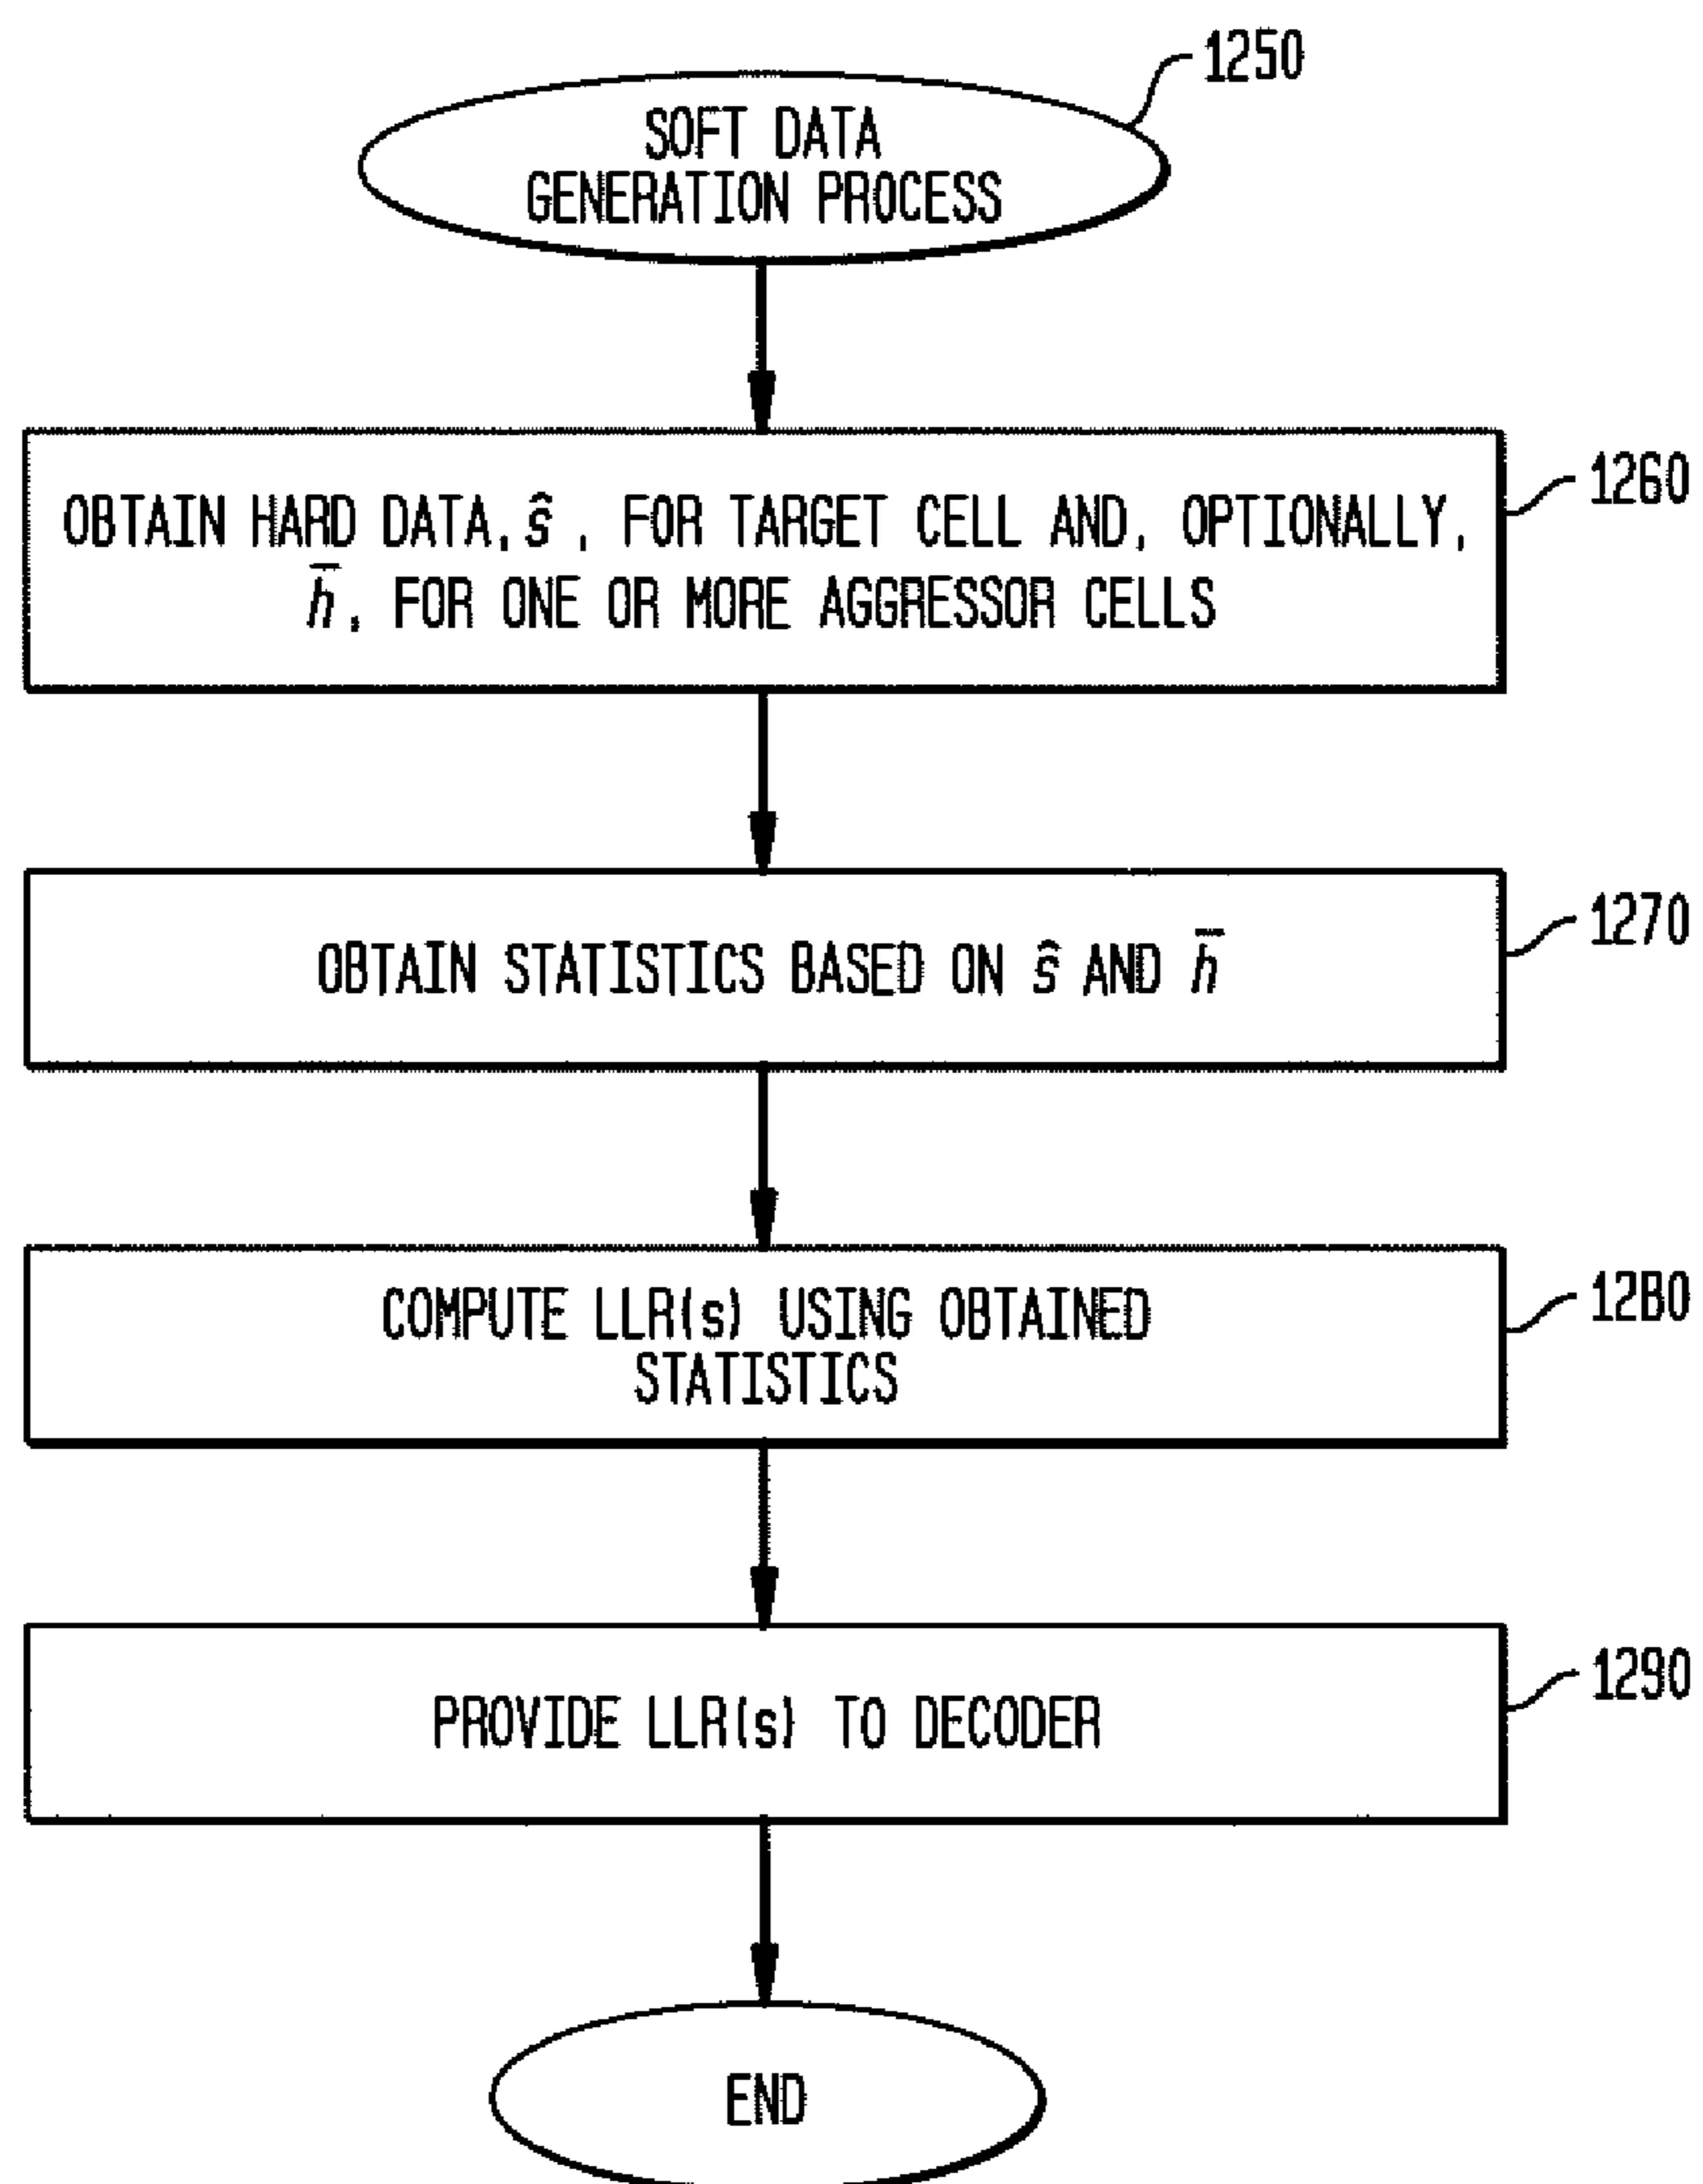 1250
SOFT DATA
GENERATION PROCESS
1260
OBTAIN HARD DATA, ŝ , FOR TARGET CELL AND, OPTIONALLY,
h̅, FOR ONE OR MORE AGGRESSOR CELLS
1270
OBTAIN STATISTICS BASED ON ŝ AND h̅
1280
COMPUTE LLR(s) USING OBTAINED
STATISTICS
1290
PROVIDE LLR(s) TO DECODER
END